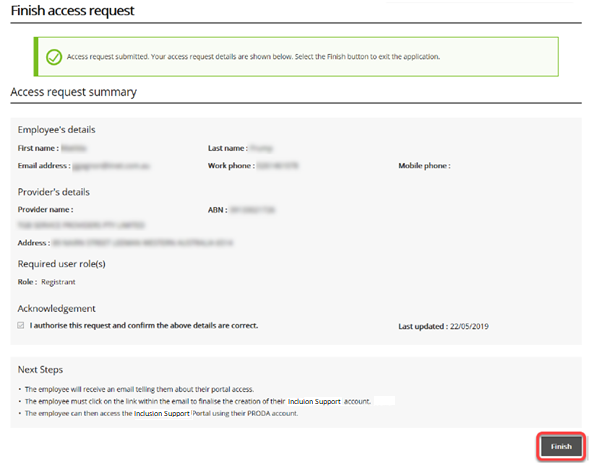 Finish access request
Access request submitted. Your access request details are shown below. Select the Finish button to exit the application.
Access request summary
Employee's details
First name : Last name :
Email address : Work phone : Mobile phone :
Provider's details
Provider name : ABN :
Address :
Required user role(s)
Role : Registrant
Acknowledgement
I authorise this request and confirm the above details are correct. Last updated : 22/05/2019
Next Steps
• The employee will receive an email telling them about their portal access.
• The employee must click on the link within the email to finalise the creation of their Incluion Support account.
• The employee can then access the Inclusion Support Portal using their PRODA account.
Finish